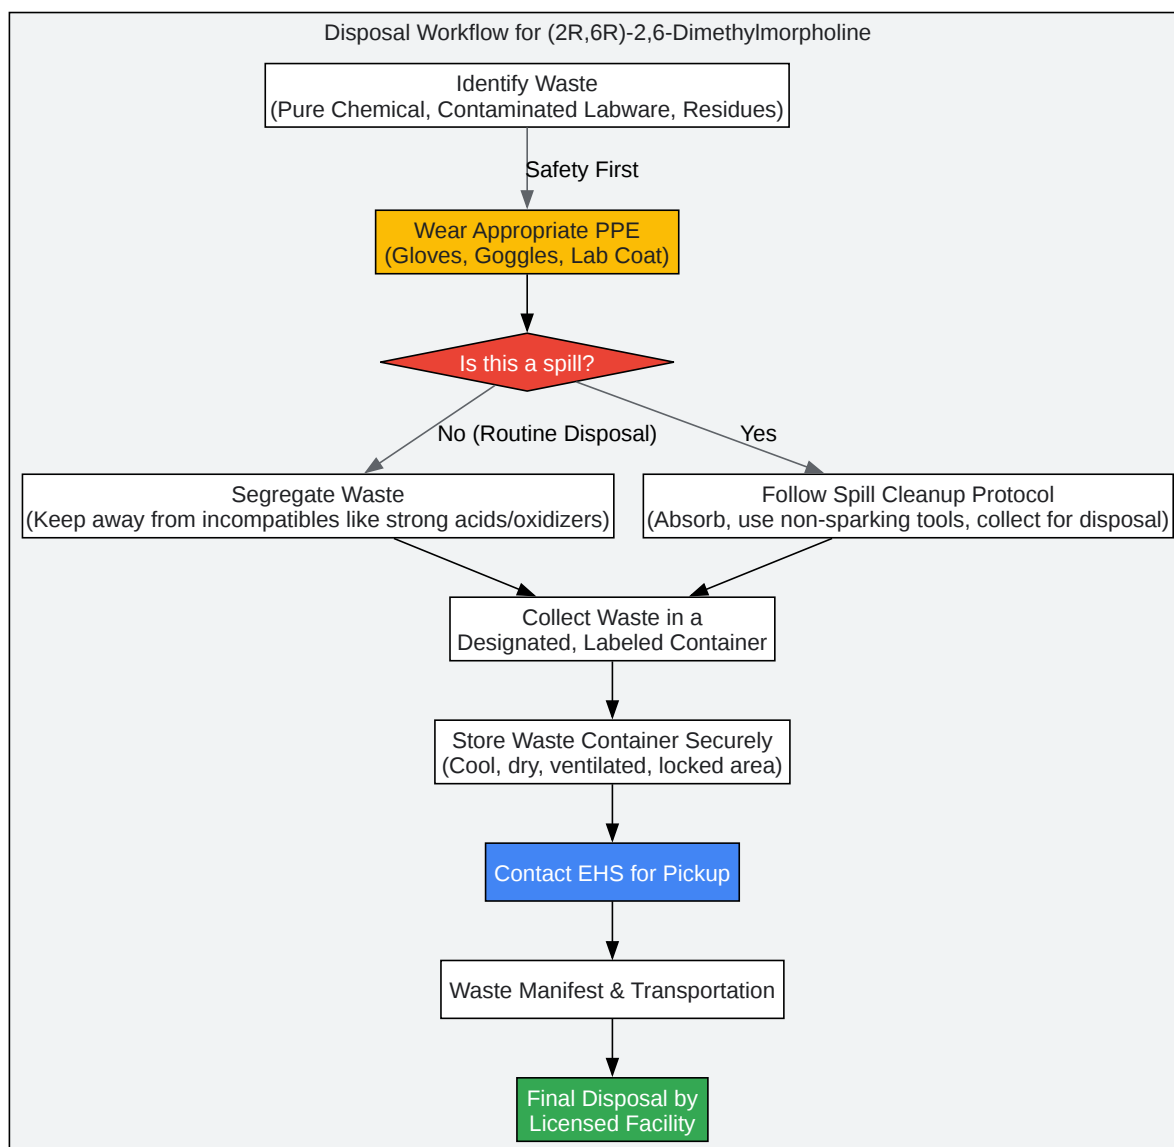 Disposal Workflow for (2R,6R)-2,6-Dimethylmorpholine
Identify Waste
(Pure Chemical, Contaminated Labware, Residues)
Safety First
Wear Appropriate PPE
(Gloves, Goggles, Lab Coat)
Is this a spill?
No (Routine Disposal)
Yes
Segregate Waste
(Keep away from incompatibles like strong acids/oxidizers)
Follow Spill Cleanup Protocol
(Absorb, use non-sparking tools, collect for disposal)
Collect Waste in a
Designated, Labeled Container
Store Waste Container Securely
(Cool, dry, ventilated, locked area)
Contact EHS for Pickup
Waste Manifest & Transportation
Final Disposal by
Licensed Facility